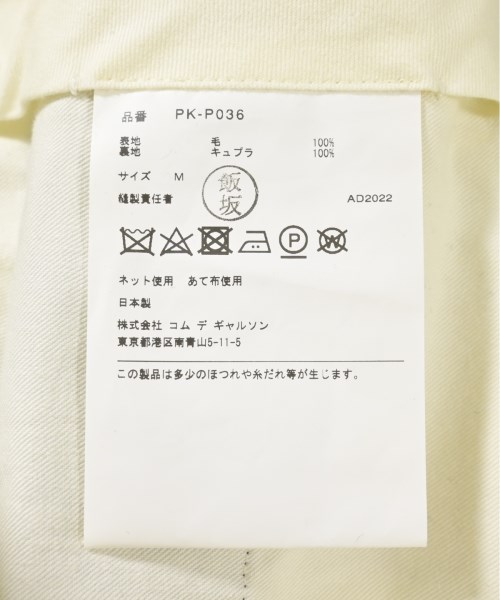 品番 PK-P036
表地 毛 100%
裏地 キュプラ 100%
サイズ M
飯坂
縫製責任者 AD2022
P W
ネット使用 あて布使用
日本製
株式会社 コム デ ギャルソン
東京都港区南青山5-11-5
この製品は多少のほつれや糸だれ等が生じます。